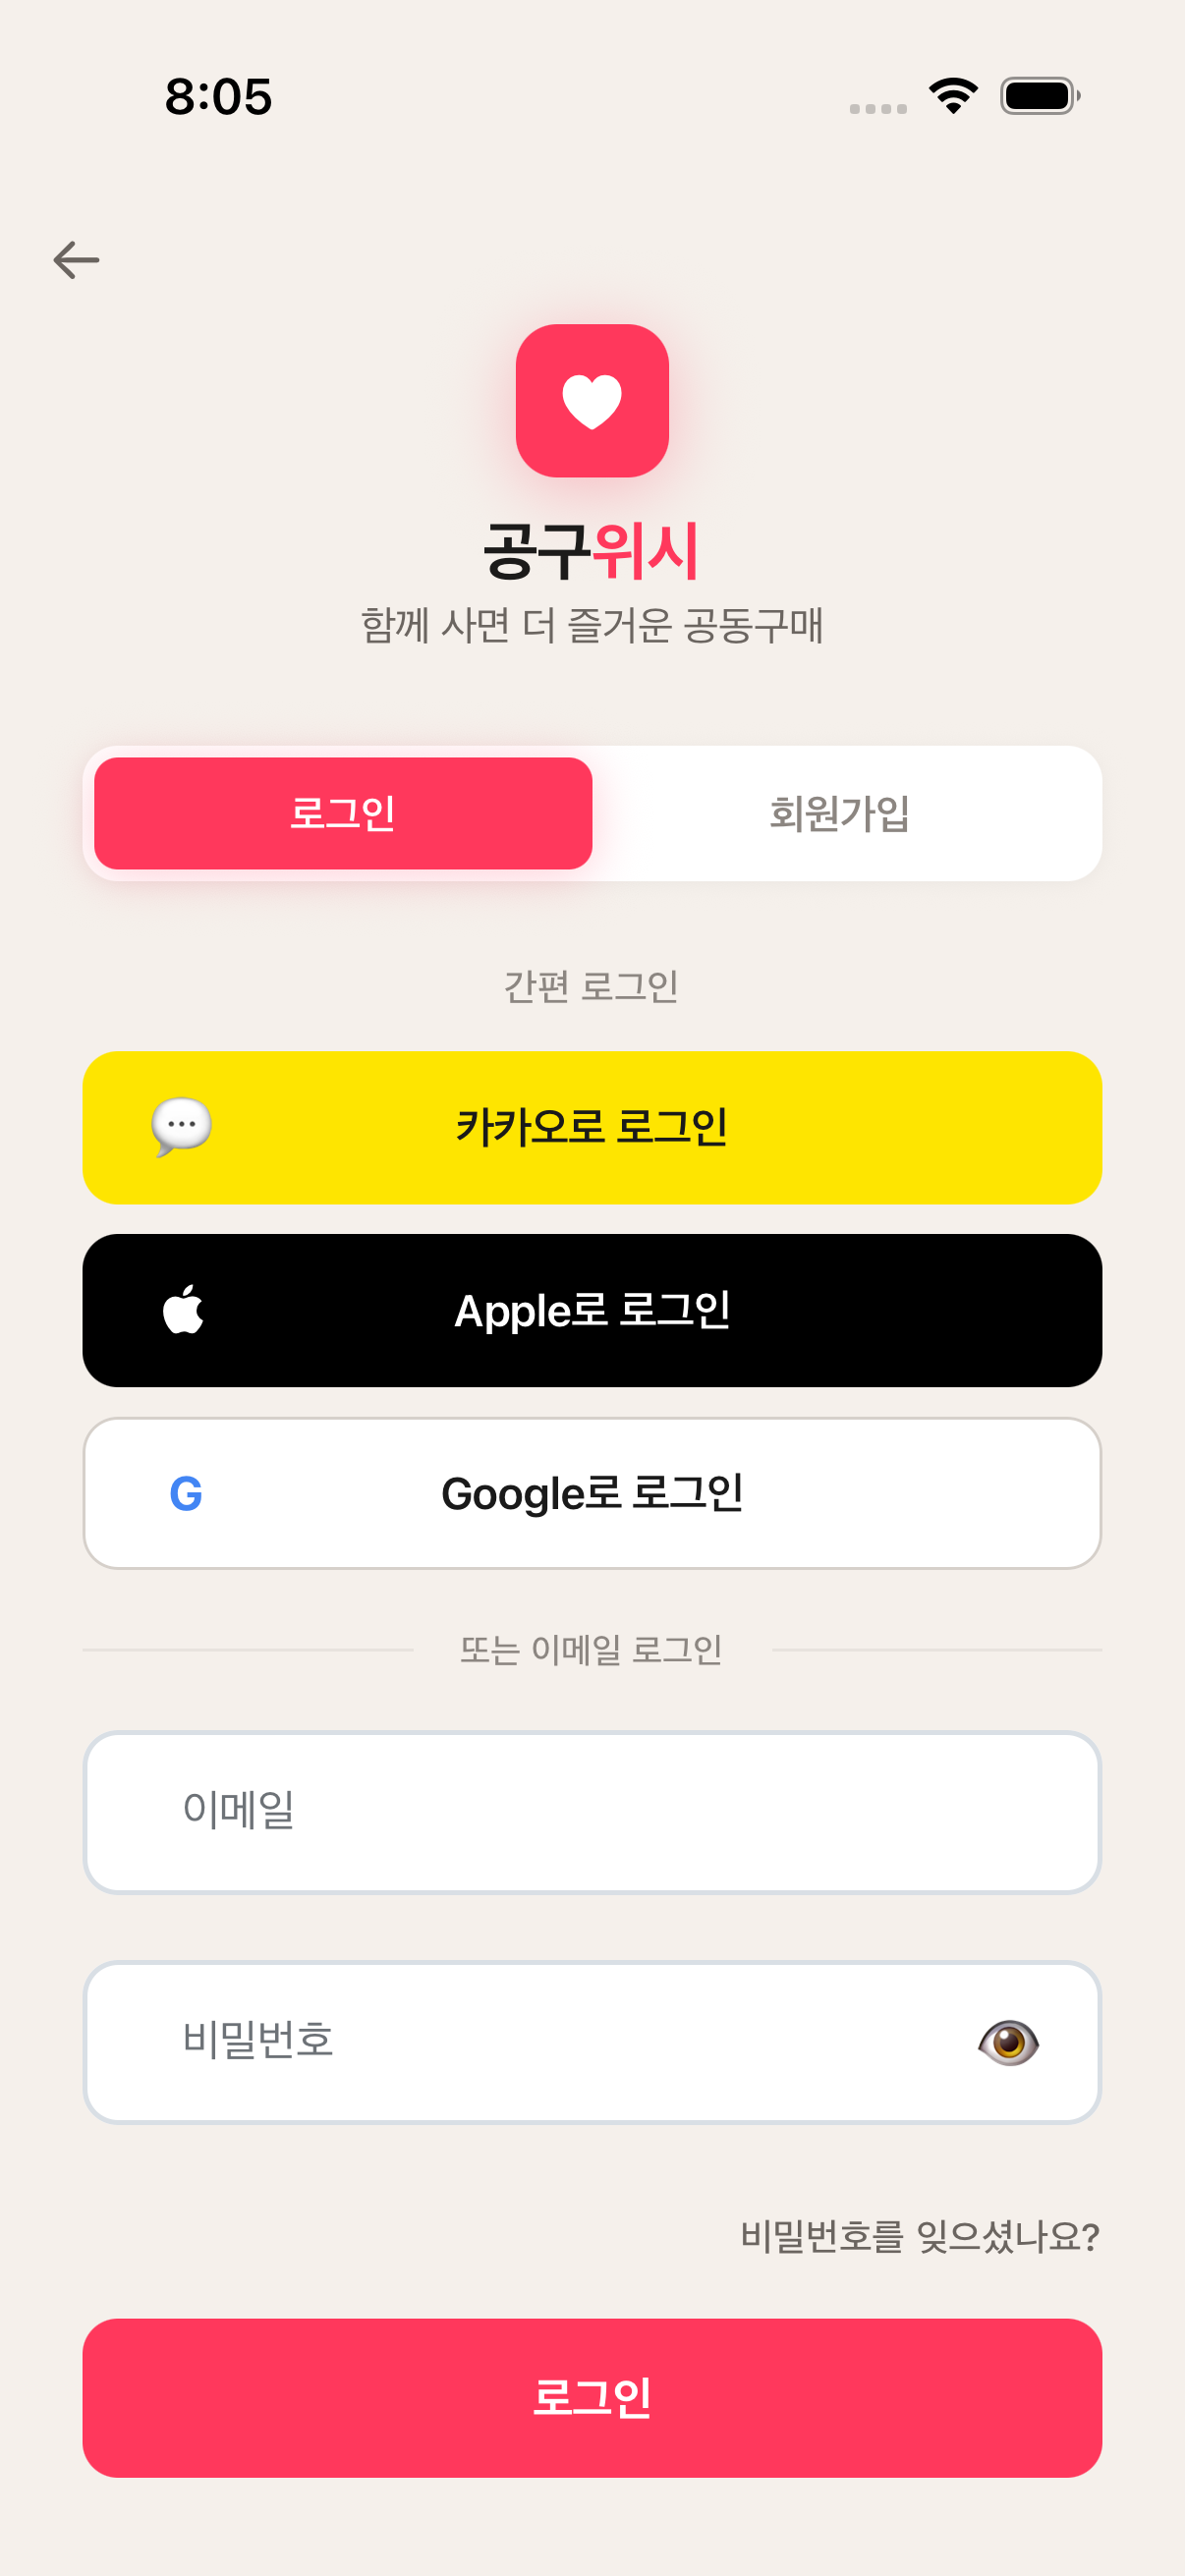 8:05
공구위시
함께 사면 더 즐거운 공동구매
로그인
회원가입
간편 로그인
카카오로 로그인
Apple로 로그인
G
Google로 로그인
또는 이메일 로그인
이메일
비밀번호
비밀번호를 잊으셨나요?
로그인